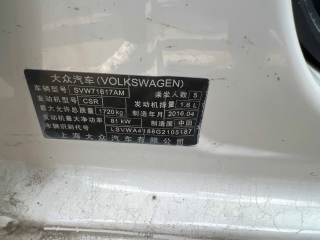 大众汽车(VOLKSWAGEN)
车辆型号 SVW71617AM 乘坐人数 5
发动机型号 CSR 发动机排量 1.6 L
最大允许总质量 1720 kg 制造年月 2016.04
发动机最大净功率 81 kW 制造国 中国
车辆识别代号
上海大众汽车有限公司